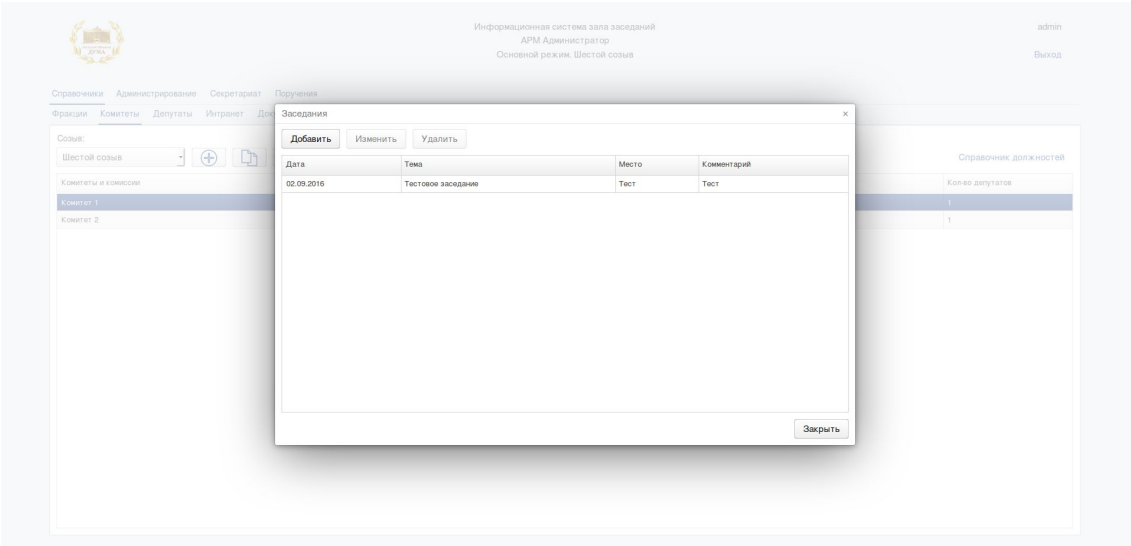 Информационная система зала заседаний
АРМ Администратор
Основной режим. Шестой созыв
admin
Выход
ДУМА
Справочники Администрирование Секретариат Поручения
Фракции Комитеты Депутаты Интранет Док
Созыв:
Шестой созыв
Справочник должностей
Комитеты и комиссии Кол-во депутатов
Комитет 1 1
Комитет 2 1
Заседания ×
Добавить Изменить Удалить
Дата Тема Место Комментарий
02.09.2016 Тестовое заседание Тест Тест
Закрыть